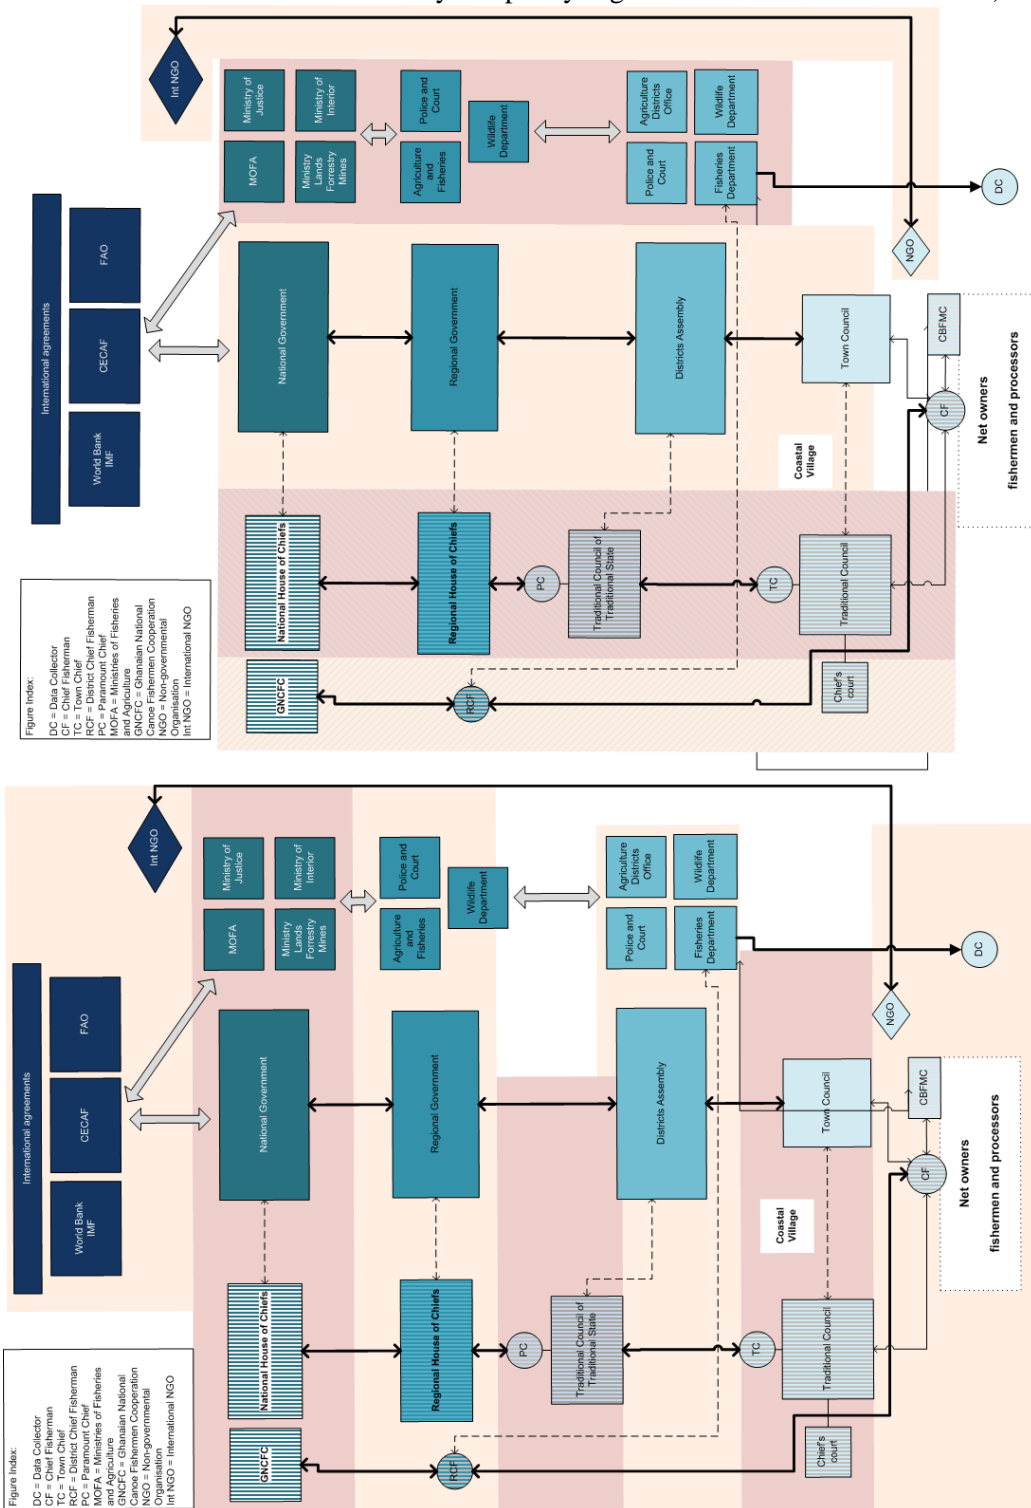 Int NGO
Ministry of
Justice
Ministry of
Interior
MOFA
Ministry
Lands
Forrestry
Mines
Police and
Court
Agriculture
and
Fisheries
Wildlife
Department
Agriculture
Districts
Office
Wildlife
Department
Police and
Court
Fisheries
Department
DC
NGO
International agreements
FAO
CECAF
World Bank
IMF
National Government
Regional Government
Districts Assembly
Town Council
CBFMC
CF
Net owners
fishermen and processors
Coastal
Village
National House of Chiefs
Regional House of Chiefs
PC
Traditional Council of
Traditional State
TC
Traditional Council
GNCFC
RCF
Chief's
court
Figure Index:
DC = Data Collector
CF = Chief Fisherman
TC = Town Chief
RCF = District Chief Fisherman
PC = Paramount Chief
MOFA = Ministries of Fisheries
and Agriculture
GNCFC = Ghanaian National
Canoe Fishermen Cooperation
NGO = Non-governmental
Organisation
Int NGO = International NGO
Int NGO
Ministry of
Justice
Ministry of
Interior
MOFA
Ministry
Lands
Forrestry
Mines
Police and
Court
Agriculture
and
Fisheries
Wildlife
Department
Agriculture
Districts
Office
Wildlife
Department
Police and
Court
Fisheries
Department
DC
NGO
International agreements
FAO
CECAF
World Bank
IMF
National Government
Regional Government
Districts Assembly
Town Council
CBFMC
CF
Net owners
fishermen and processors
Coastal
Village
National House of Chiefs
Regional House of Chiefs
PC
Traditional Council of
Traditional State
TC
Traditional Council
GNCFC
RCF
Chief's
court
Figure Index:
DC = Data Collector
CF = Chief Fisherman
TC = Town Chief
RCF = District Chief Fisherman
PC = Paramount Chief
MOFA = Ministries of Fisheries
and Agriculture
GNCFC = Ghanaian National
Canoe Fishermen Cooperation
NGO = Non-governmental
Organisation
Int NGO = International NGO